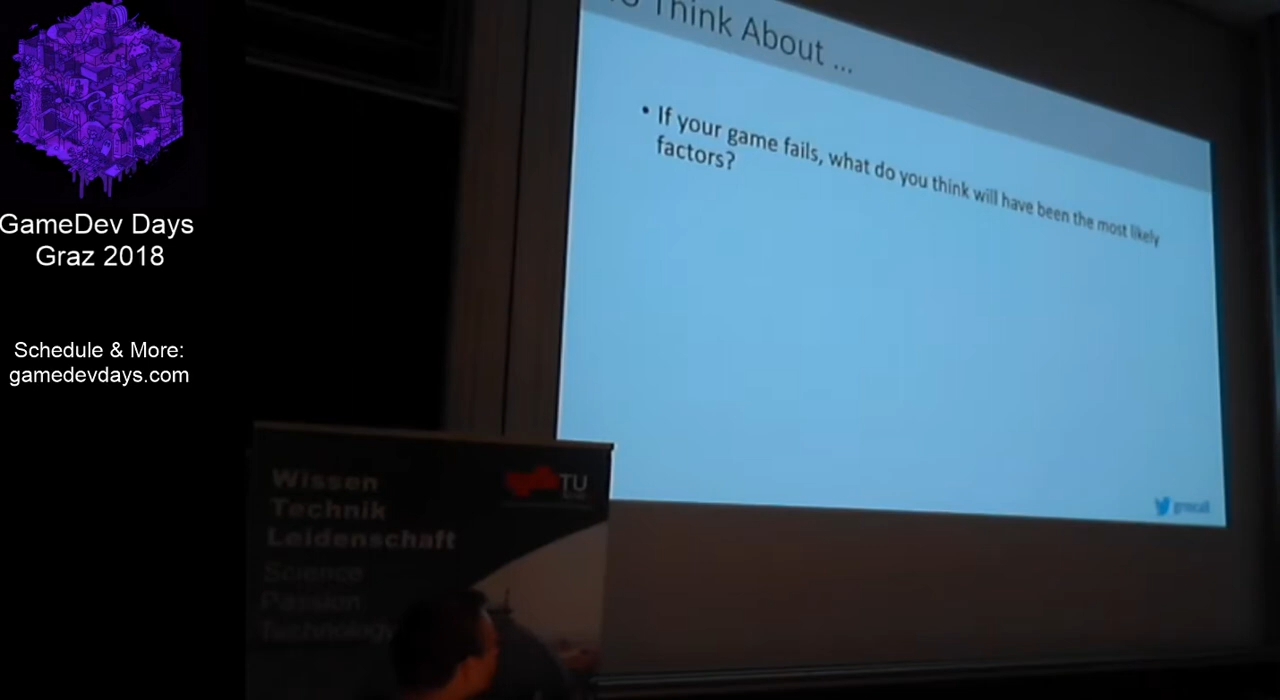 GameDev Days
Graz 2018
Schedule & More:
gamedevdays.com
Think About ...
• If your game fails, what do you think will have been the most likely
factors?
Wissen
Technik
Leidenschaft
Science
Passion
Technology
TU